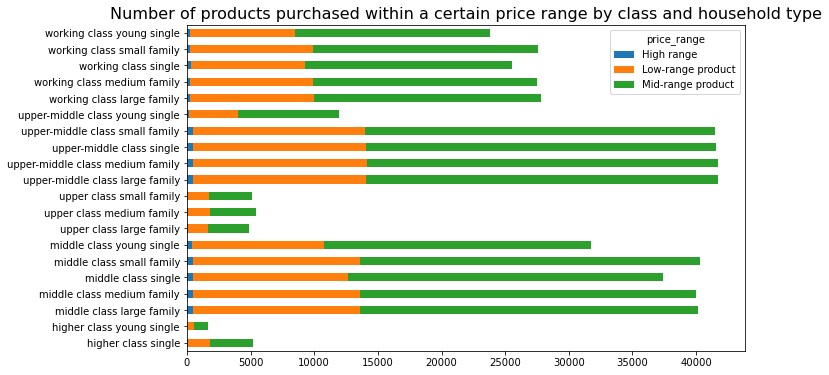 Number of products purchased within a certain price range by class and household type
working class young single
working class small family
working class single
working class medium family
working class large family
upper-middle class young single
upper-middle class small family
upper-middle class single
upper-middle class medium family
upper-middle class large family
upper class small family
upper class medium family
upper class large family
middle class young single
middle class small family
middle class single
middle class medium family
middle class large family
higher class young single
higher class single
price_range
High range
Low-range product
Mid-range product
0 5000 10000 15000 20000 25000 30000 35000 40000